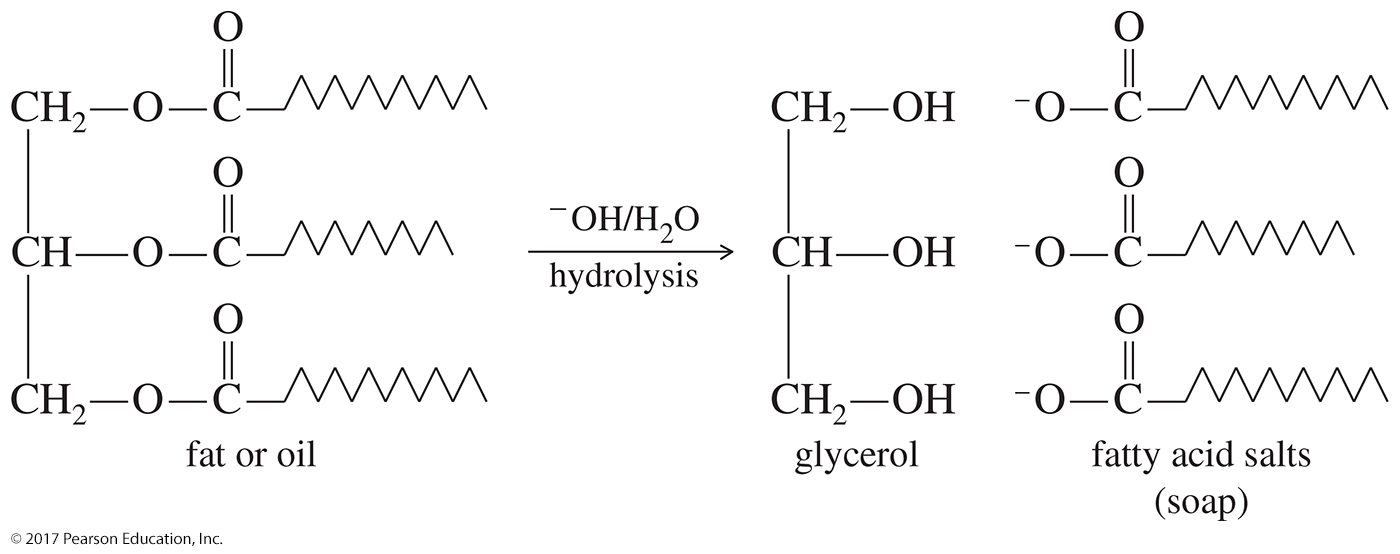 O O
CH₂—O—C CH₂—OH ⁻O—C
O O
⁻OH/H₂O
CH—O—C CH—OH ⁻O—C
hydrolysis
O O
CH₂—O—C CH₂—OH ⁻O—C
fat or oil glycerol fatty acid salts
(soap)
© 2017 Pearson Education, Inc.